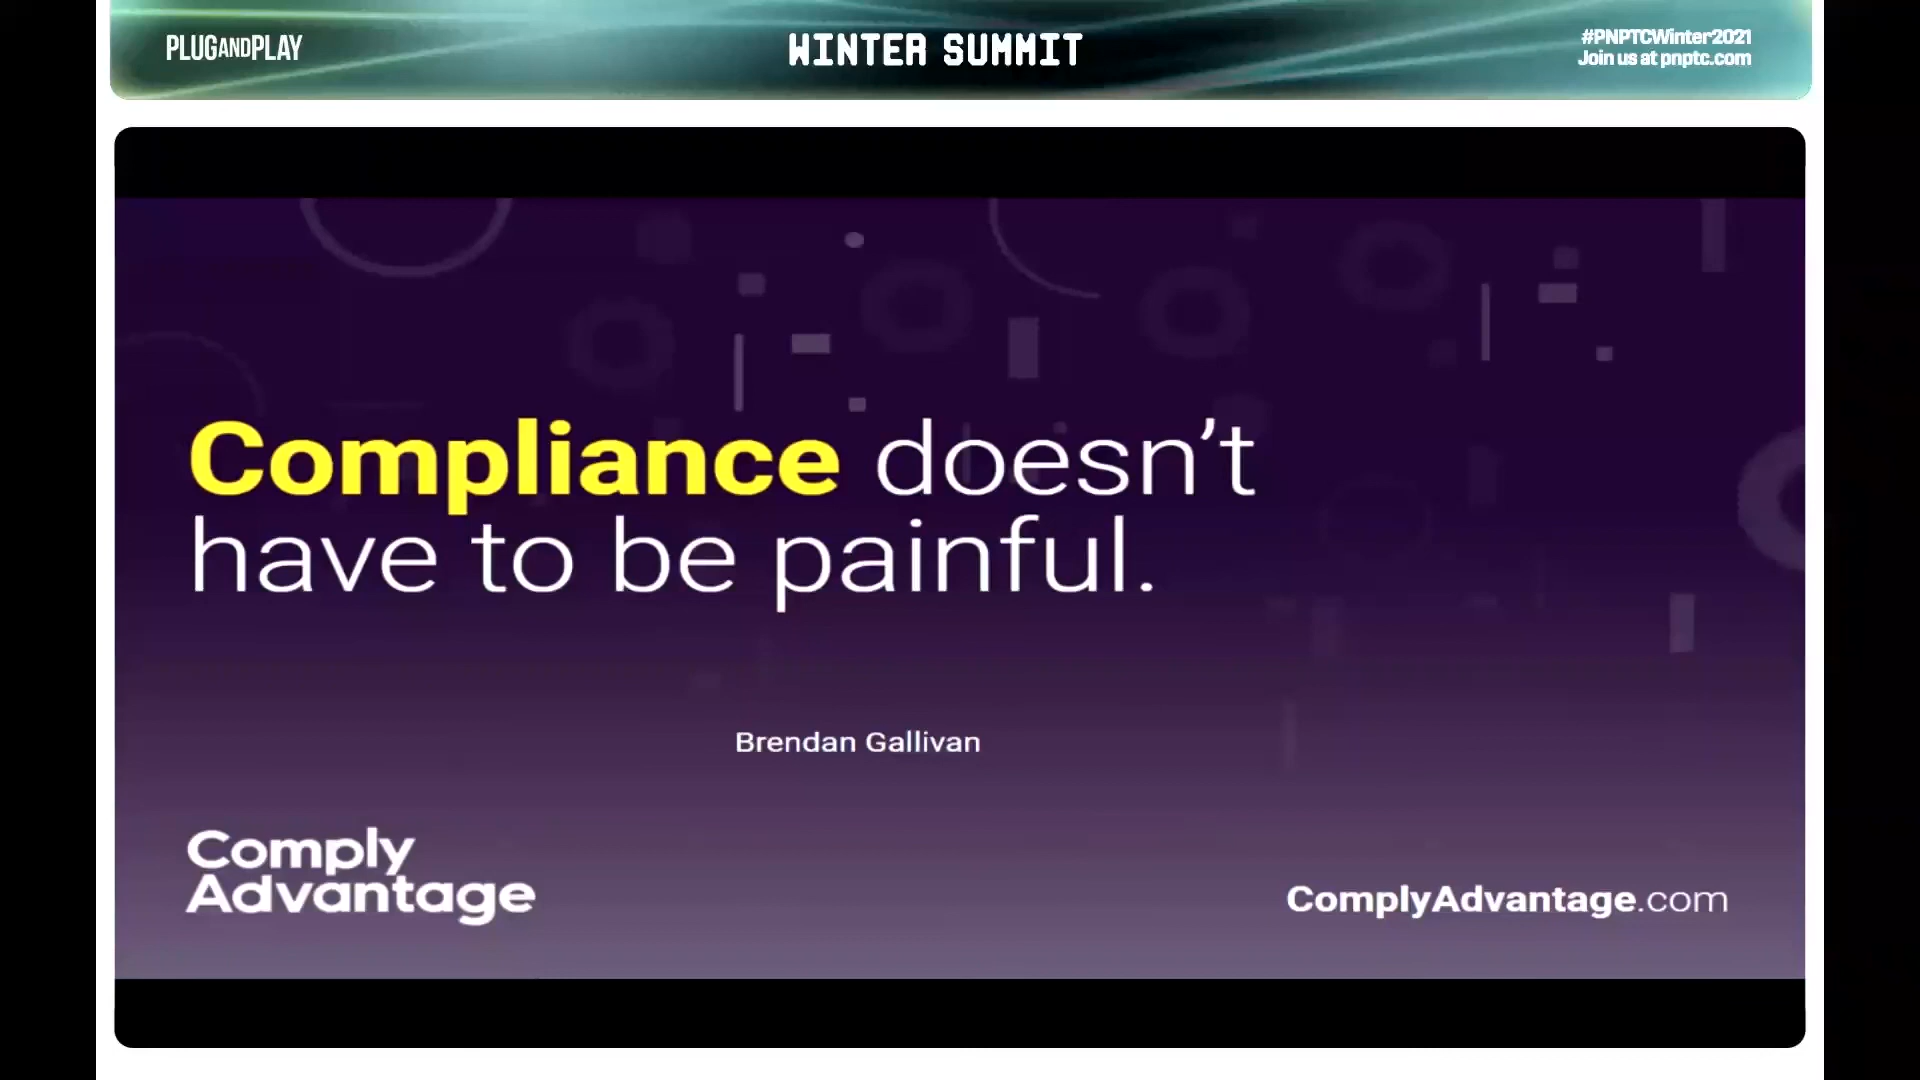 PLUGANDPLAY
WINTER SUMMIT
#PNPTCWinter2021
Join us at pnptc.com
Compliance doesn’t
have to be painful.
Brendan Gallivan
Comply
Advantage
ComplyAdvantage.com